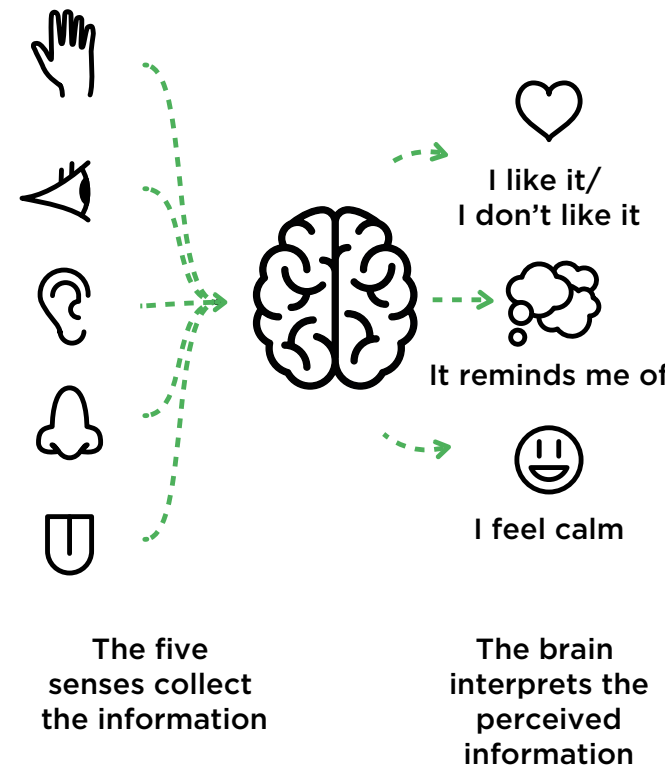 I like it/
I don't like it
It reminds me of
I feel calm
The five
senses collect
the information
The brain
interprets the
perceived
information